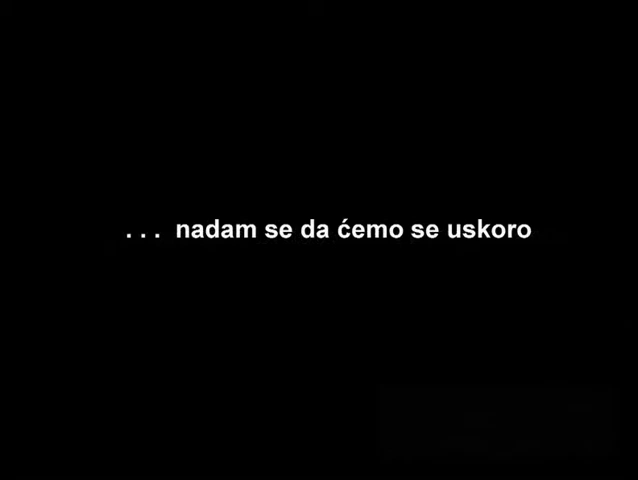 . . . nadam se da ćemo se uskoro